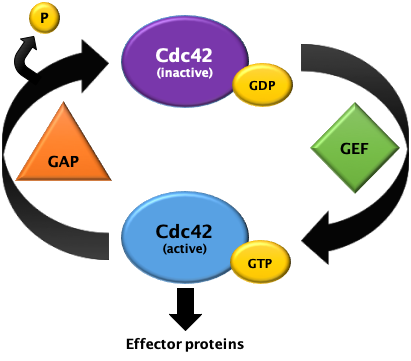 P
Cdc42
(inactive)
GDP
GAP
GEF
Cdc42
(active)
GTP
Effector proteins